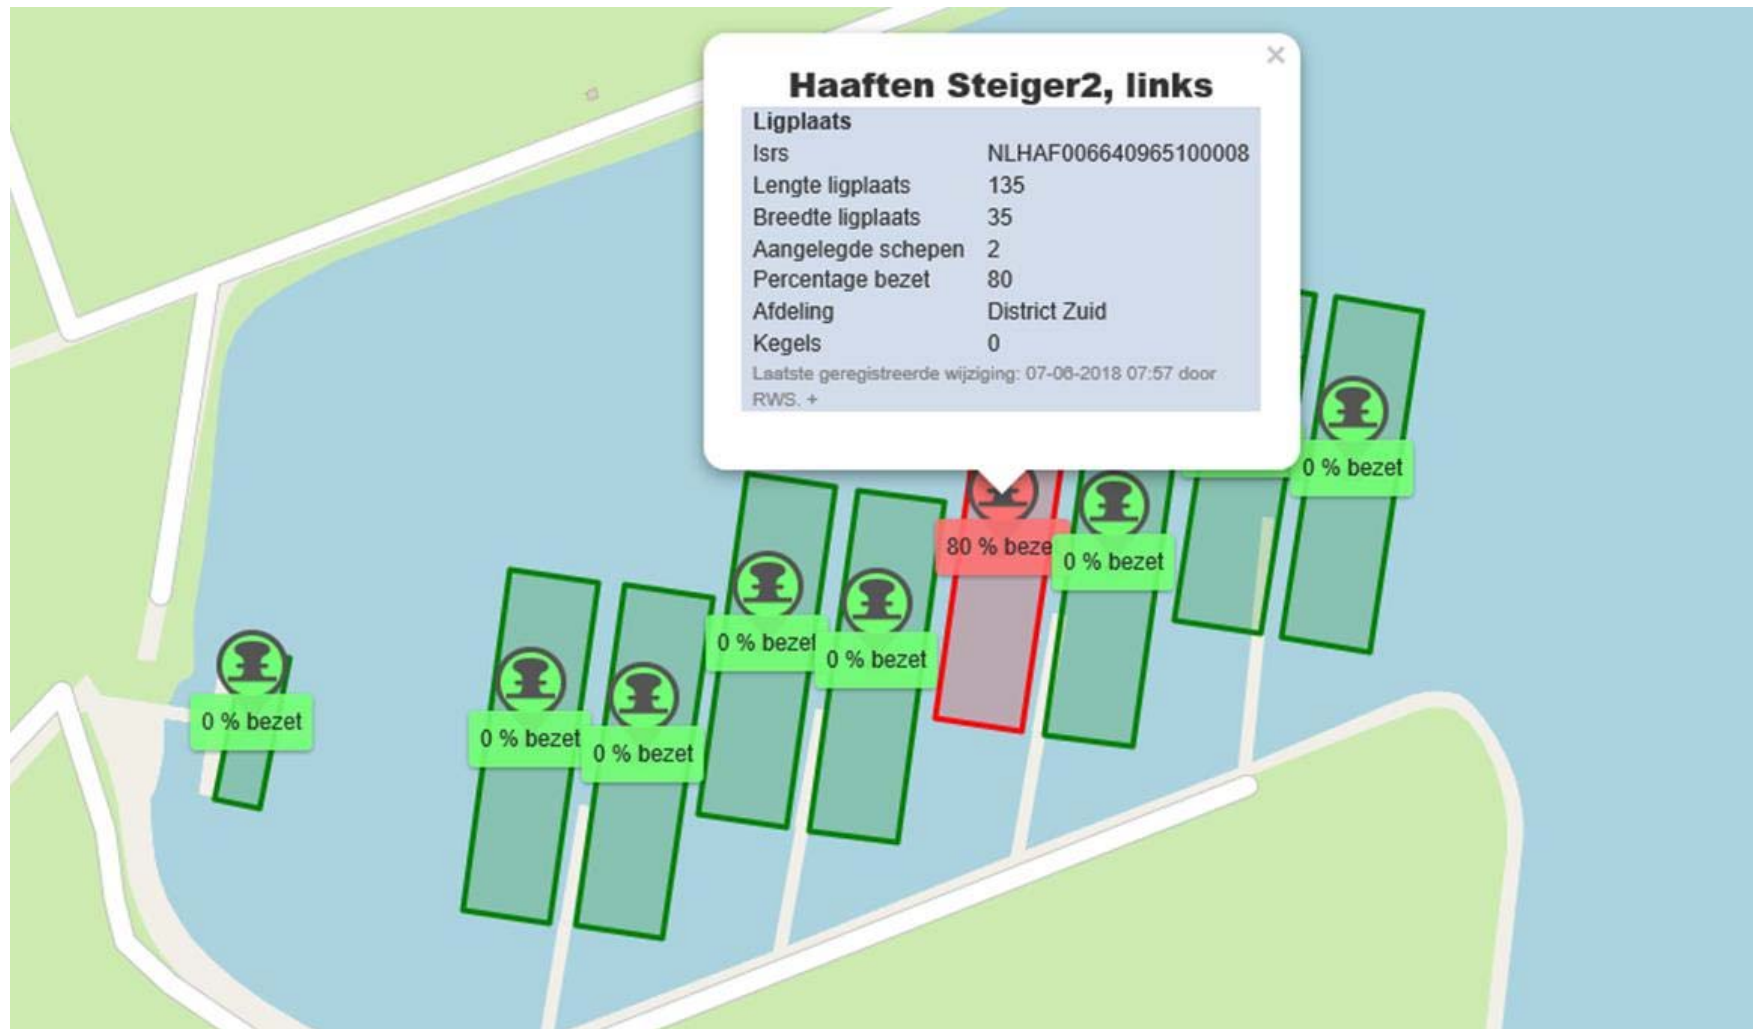 ×
Haaften Steiger2, links
Ligplaats
Isrs NLHAF006640965100008
Lengte ligplaats 135
Breedte ligplaats 35
Aangelegde schepen 2
Percentage bezet 80
Afdeling District Zuid
Kegels 0
Laatste geregistreerde wijziging: 07-06-2018 07:57 door
RWS. +
0 % bezet
80 % beze
0 % bezet
0 % bezet
0 % bezet
0 % bezet
0 % bezet
0 % bezet